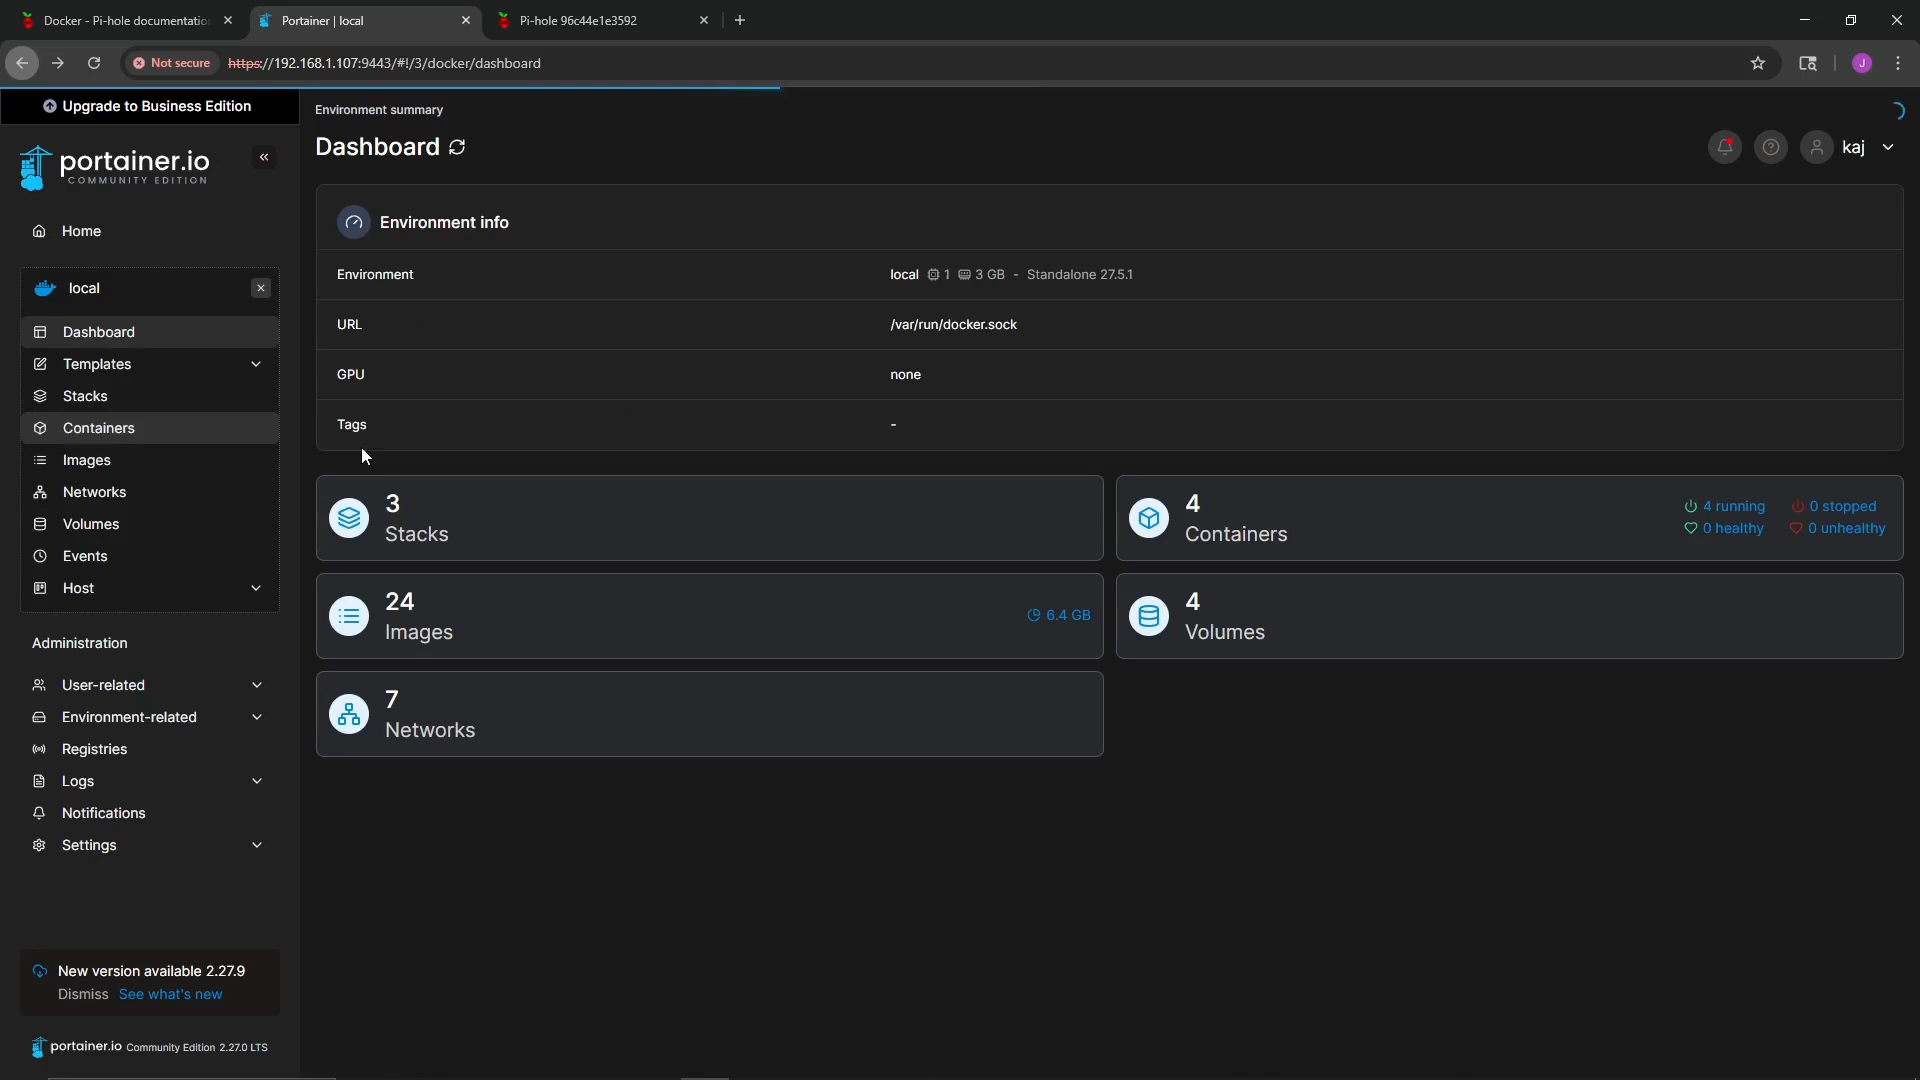 Docker - Pi-hole documentation
Portainer | local
Pi-hole 96c44e1e3592
Not secure
https://192.168.1.107:9443/#!/3/docker/dashboard
J
Upgrade to Business Edition
portainer.io
COMMUNITY EDITION
Home
local
Dashboard
Templates
Stacks
Containers
Images
Networks
Volumes
Events
Host
Administration
User-related
Environment-related
Registries
Logs
Notifications
Settings
New version available 2.27.9
Dismiss See what's new
portainer.io Community Edition 2.27.0 LTS
Environment summary
Dashboard
kaj
Environment info
Environment local 1 3 GB - Standalone 27.5.1
URL /var/run/docker.sock
GPU none
Tags -
3
Stacks
4
Containers
4 running 0 stopped
0 healthy 0 unhealthy
24
Images
6.4 GB
4
Volumes
7
Networks